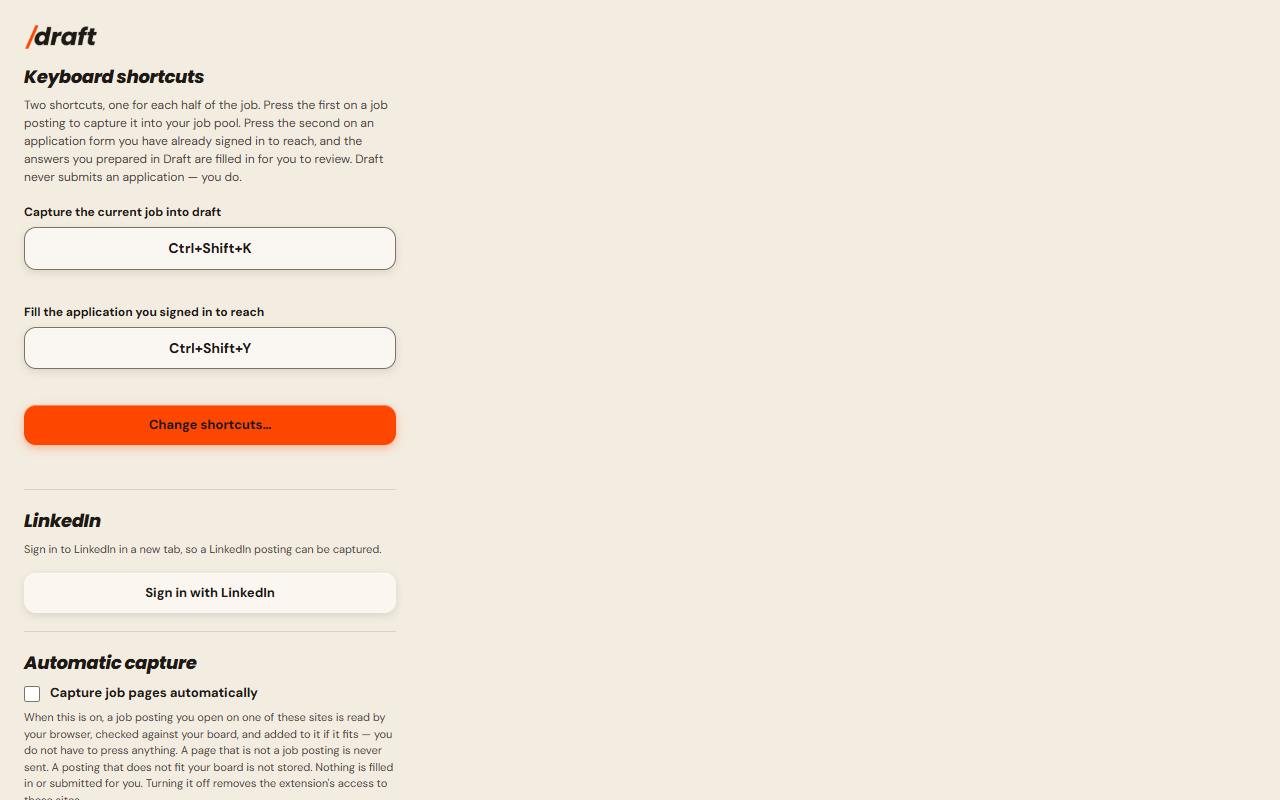 /draft
Keyboard shortcuts
Two shortcuts, one for each half of the job. Press the first on a job
posting to capture it into your job pool. Press the second on an
application form you have already signed in to reach, and the
answers you prepared in Draft are filled in for you to review. Draft
never submits an application — you do.
Capture the current job into draft
Ctrl+Shift+K
Fill the application you signed in to reach
Ctrl+Shift+Y
Change shortcuts...
LinkedIn
Sign in to LinkedIn in a new tab, so a LinkedIn posting can be captured.
Sign in with LinkedIn
Automatic capture
Capture job pages automatically
When this is on, a job posting you open on one of these sites is read by
your browser, checked against your board, and added to it if it fits — you
do not have to press anything. A page that is not a job posting is never
sent. A posting that does not fit your board is not stored. Nothing is filled
in or submitted for you. Turning it off removes the extension's access to
these sites.